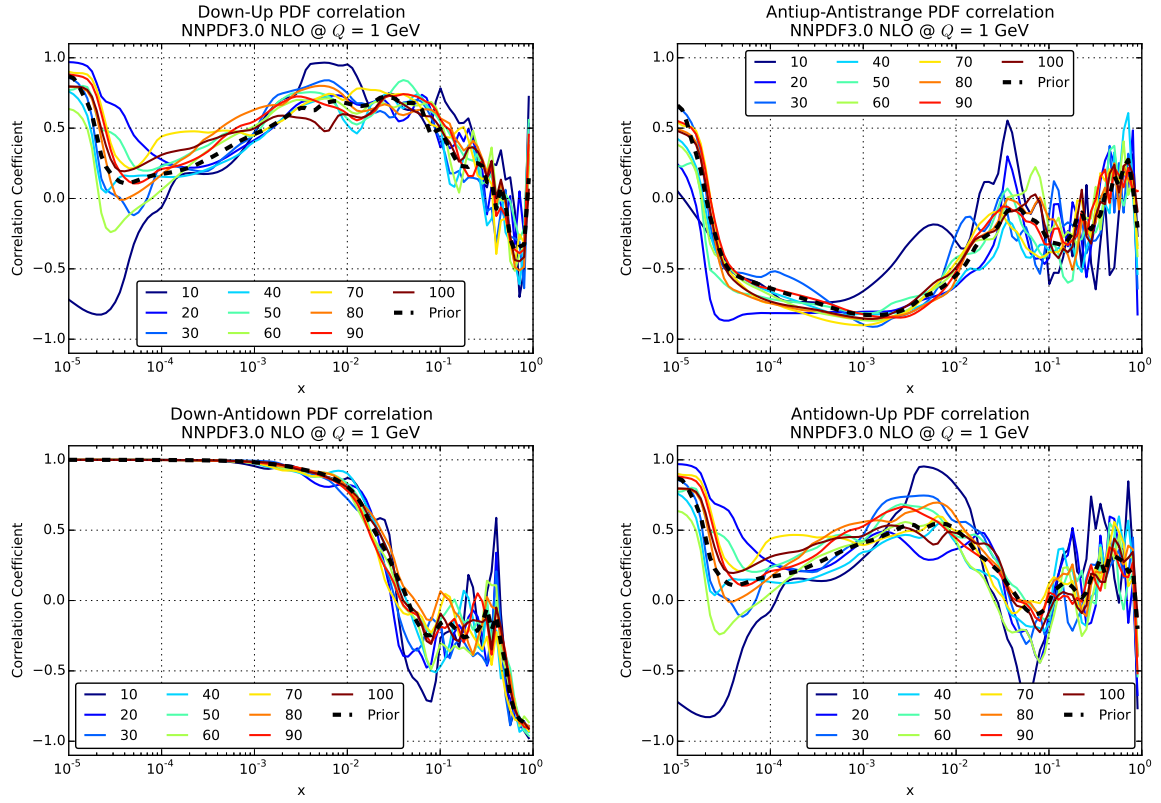 Down-Up PDF correlation
NNPDF3.0 NLO @ Q = 1 GeV
Correlation Coefficient
1.0
0.5
0.0
−0.5
−1.0
10 40 70 100
20 50 80 Prior
30 60 90
10^-5 10^-4 10^-3 10^-2 10^-1 10^0
x
Antiup-Antistrange PDF correlation
NNPDF3.0 NLO @ Q = 1 GeV
Correlation Coefficient
1.0
0.5
0.0
−0.5
−1.0
10 40 70 100
20 50 80 Prior
30 60 90
10^-5 10^-4 10^-3 10^-2 10^-1 10^0
x
Down-Antidown PDF correlation
NNPDF3.0 NLO @ Q = 1 GeV
Correlation Coefficient
1.0
0.5
0.0
−0.5
−1.0
10 40 70 100
20 50 80 Prior
30 60 90
10^-5 10^-4 10^-3 10^-2 10^-1 10^0
x
Antidown-Up PDF correlation
NNPDF3.0 NLO @ Q = 1 GeV
Correlation Coefficient
1.0
0.5
0.0
−0.5
−1.0
10 40 70 100
20 50 80 Prior
30 60 90
10^-5 10^-4 10^-3 10^-2 10^-1 10^0
x